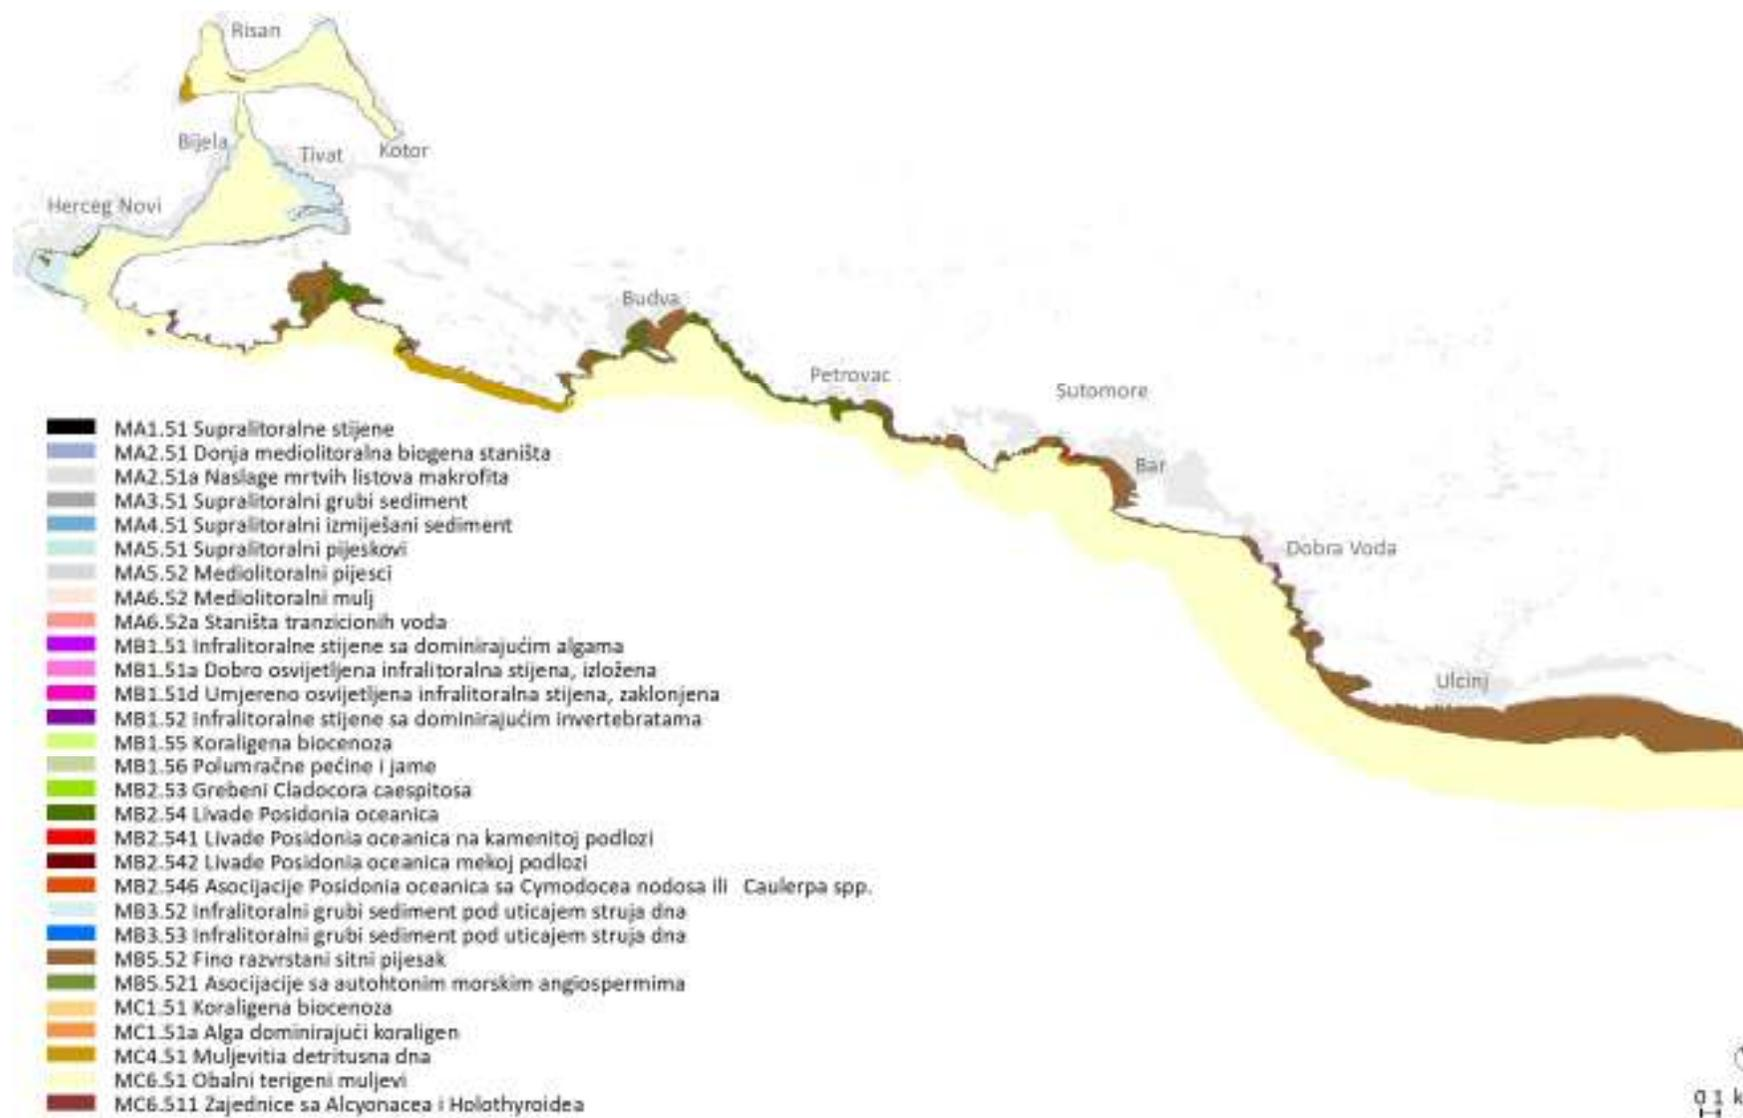 Risan
Bijela
Tivat
Kotor
Herceg Novi
Budva
Petrovac
Sutomore
Bar
Dobra Voda
Ulcinj
MA1.51 Supralitoralne stijene
MA2.51 Donja mediolitoralna biogena staništa
MA2.51a Naslage mrtvih listova makrofita
MA3.51 Supralitoralni grubi sediment
MA4.51 Supralitoralni izmiješani sediment
MA5.51 Supralitoralni pijeskovi
MA5.52 Mediolitoralni pijesci
MA6.52 Mediolitoralni mulj
MA6.52a Staništa tranzicionih voda
MB1.51 Infralitoralne stijene sa dominirajućim algama
MB1.51a Dobro osvijetljena infralitoralna stijena, izložena
MB1.51d Umjereno osvijetljena infralitoralna stijena, zaklonjena
MB1.52 Infralitoralne stijene sa dominirajućim invertebratama
MB1.55 Koraligena biocenoza
MB1.56 Polumračne pećine i jame
MB2.53 Grebeni Cladocora caespitosa
MB2.54 Livade Posidonia oceanica
MB2.541 Livade Posidonia oceanica na kamenitoj podlozi
MB2.542 Livade Posidonia oceanica mekoj podlozi
MB2.546 Asocijacije Posidonia oceanica sa Cymodocea nodosa ili Caulerpa spp.
MB3.52 Infralitoralni grubi sediment pod uticajem struja dna
MB3.53 Infralitoralni grubi sediment pod uticajem struja dna
MB5.52 Fino razvrstani sitni pijesak
MB5.521 Asocijacije sa autohtonim morskim angiospermima
MC1.51 Koraligena biocenoza
MC1.51a Alga dominirajući koraligen
MC4.51 Muljevitia detritusna dna
MC6.51 Obalni terigeni muljevi
MC6.511 Zajednice sa Alcyonacea i Holothyroidea
0 1 k